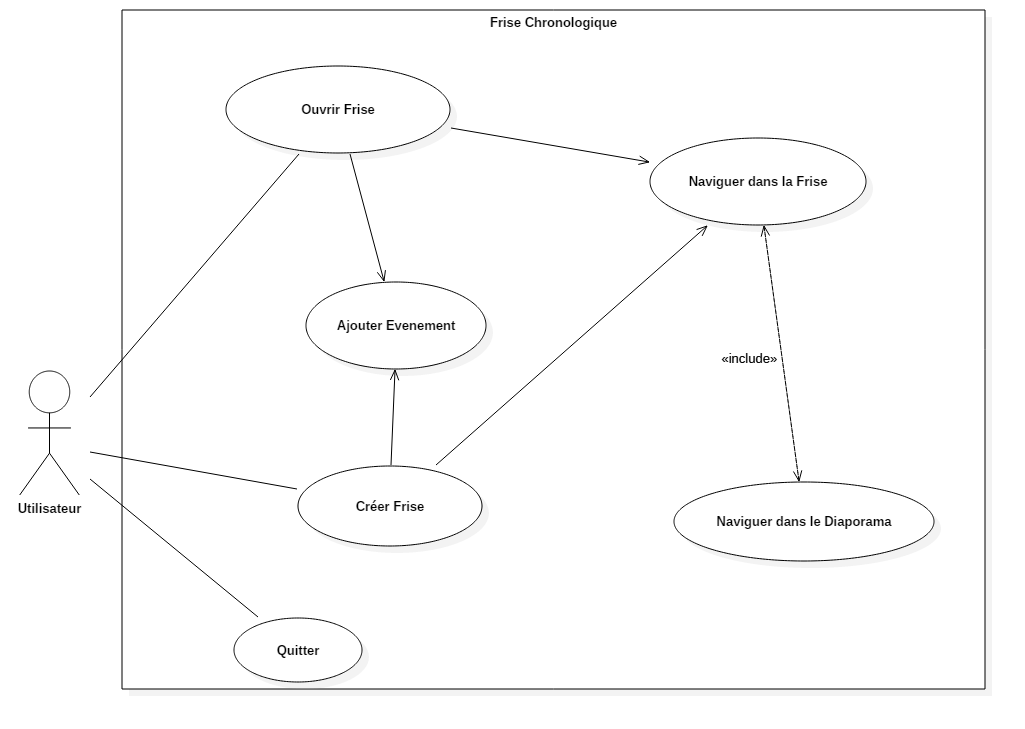 Frise Chronologique
Ouvrir Frise
Naviguer dans la Frise
Ajouter Evenement
«include»
Créer Frise
Utilisateur
Naviguer dans le Diaporama
Quitter